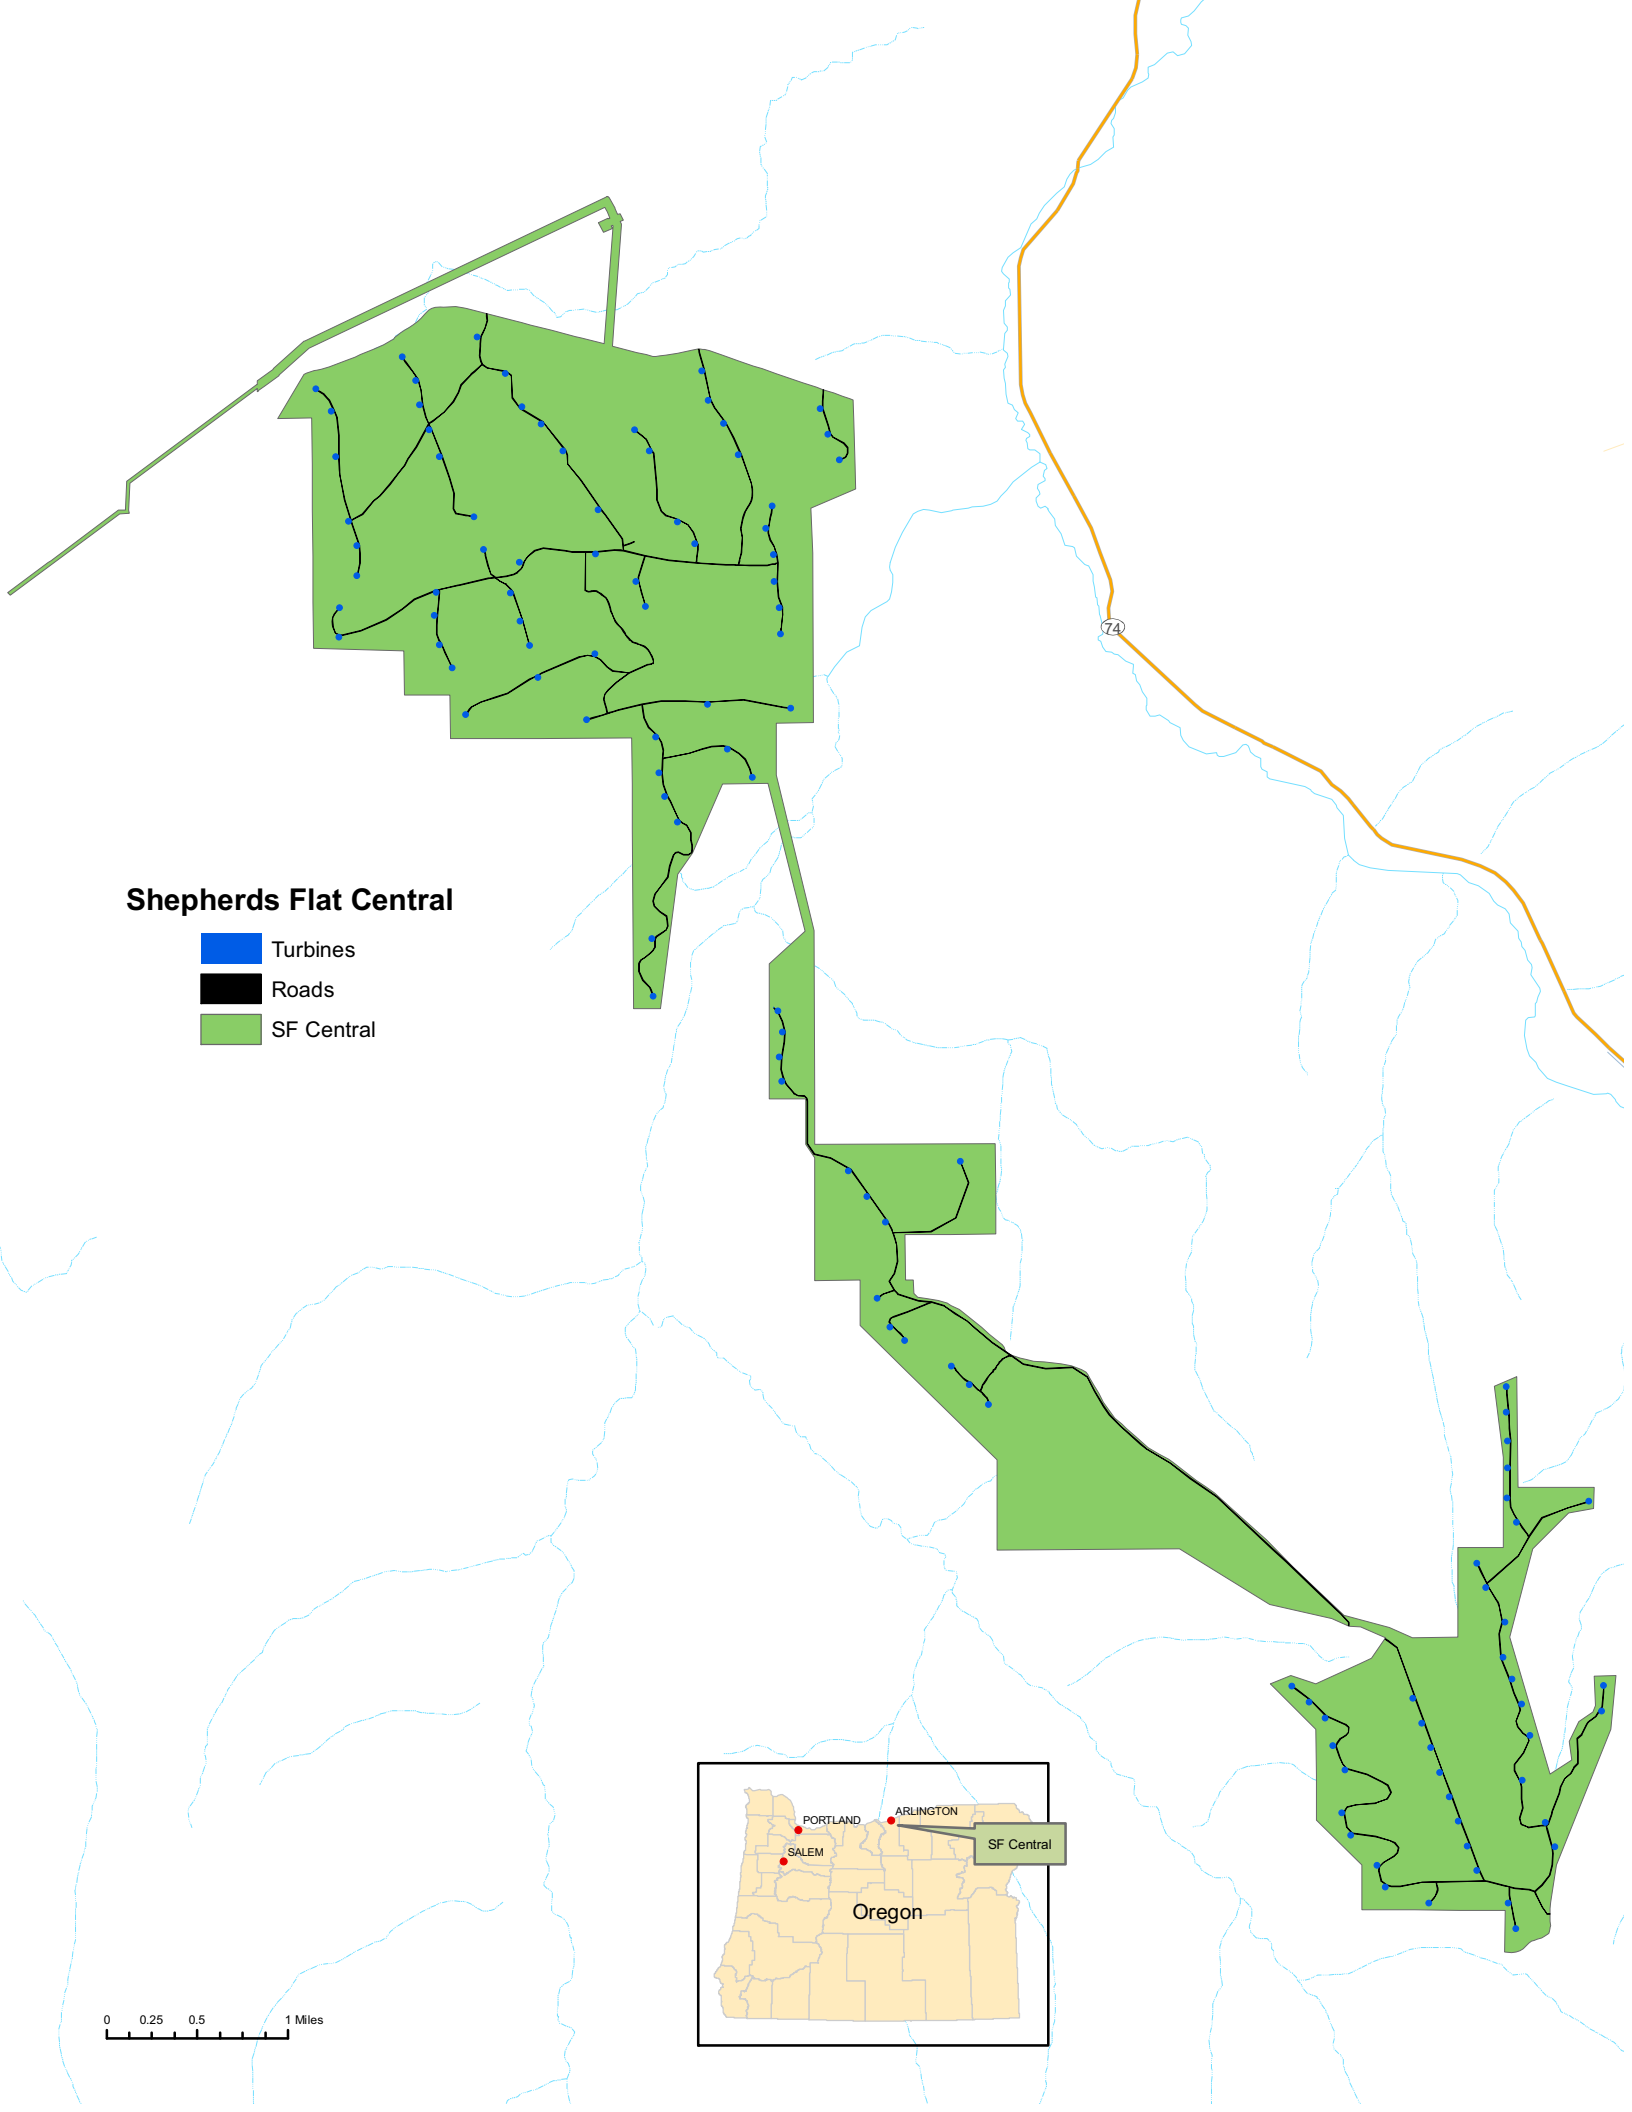 74
Shepherds Flat Central
Turbines
Roads
SF Central
PORTLAND
ARLINGTON
SALEM
SF Central
Oregon
0 0.25 0.5 1 Miles